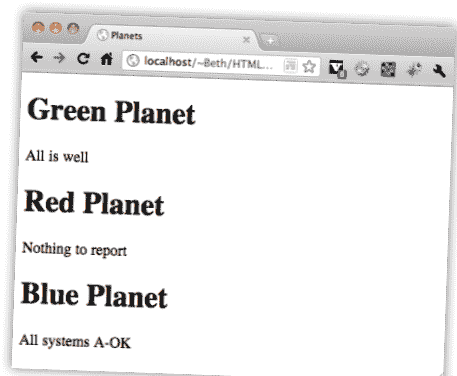 Planets
localhost/~Beth/HTML...
Green Planet
All is well
Red Planet
Nothing to report
Blue Planet
All systems A-OK